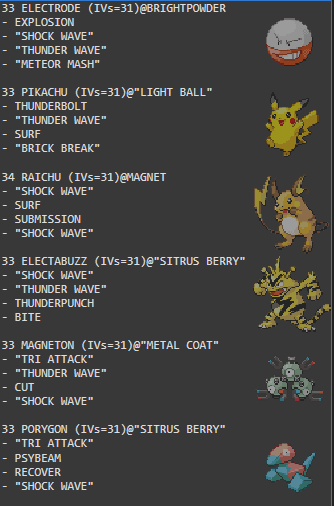 33 ELECTRODE (IVs=31)@BRIGHTPOWDER
- EXPLOSION
- "SHOCK WAVE"
- "THUNDER WAVE"
- "METEOR MASH"
33 PIKACHU (IVs=31)@"LIGHT BALL"
- THUNDERBOLT
- "THUNDER WAVE"
- SURF
- "BRICK BREAK"
34 RAICHU (IVs=31)@MAGNET
- "SHOCK WAVE"
- SURF
- SUBMISSION
- "SHOCK WAVE"
33 ELECTABUZZ (IVs=31)@"SITRUS BERRY"
- "SHOCK WAVE"
- "THUNDER WAVE"
- THUNDERPUNCH
- BITE
33 MAGNETON (IVs=31)@"METAL COAT"
- "TRI ATTACK"
- "THUNDER WAVE"
- CUT
- "SHOCK WAVE"
33 PORYGON (IVs=31)@"SITRUS BERRY"
- "TRI ATTACK"
- PSYBEAM
- RECOVER
- "SHOCK WAVE"